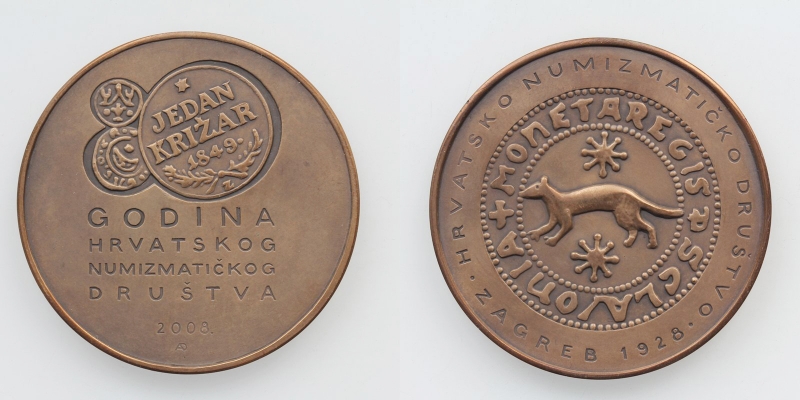 JEDAN
KRIŽAR
1849.
Z
GODINA
HRVATSKOG
NUMIZMATIČKOG
DRUŠTVA
2008.
HRVATSKO NUMIZMATIČKO DRUŠTVO
· ZAGREB 1928 ·
+ MONETA REGIS P SCLAVONIA